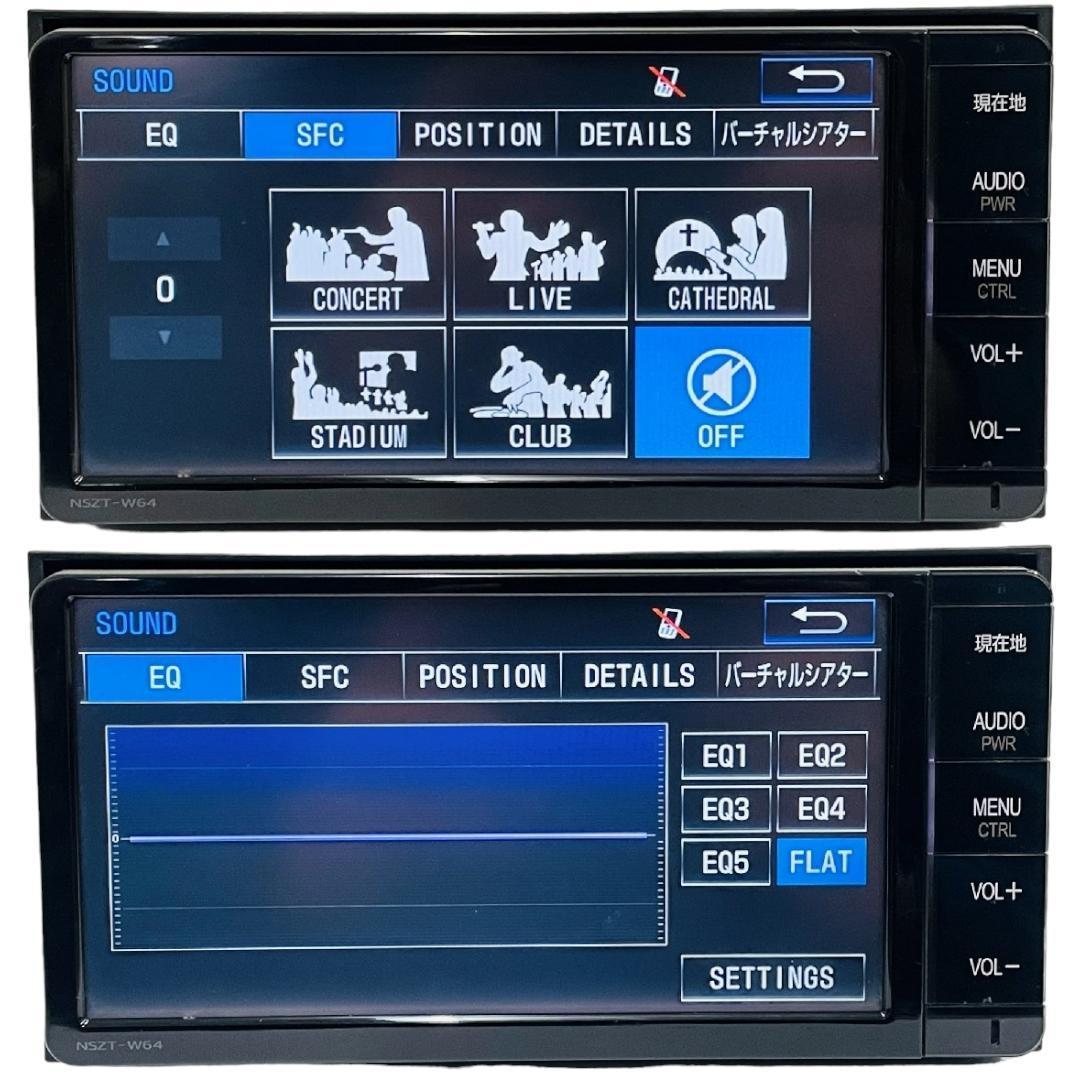 SOUND
EQ SFC POSITION DETAILS バーチャルシアター
0
CONCERT LIVE CATHEDRAL
STADIUM CLUB OFF
NSZT-W64
現在地
AUDIO
PWR
MENU
CTRL
VOL+
VOL-
SOUND
EQ SFC POSITION DETAILS バーチャルシアター
0
EQ1 EQ2
EQ3 EQ4
EQ5 FLAT
SETTINGS
NSZT-W64
現在地
AUDIO
PWR
MENU
CTRL
VOL+
VOL-